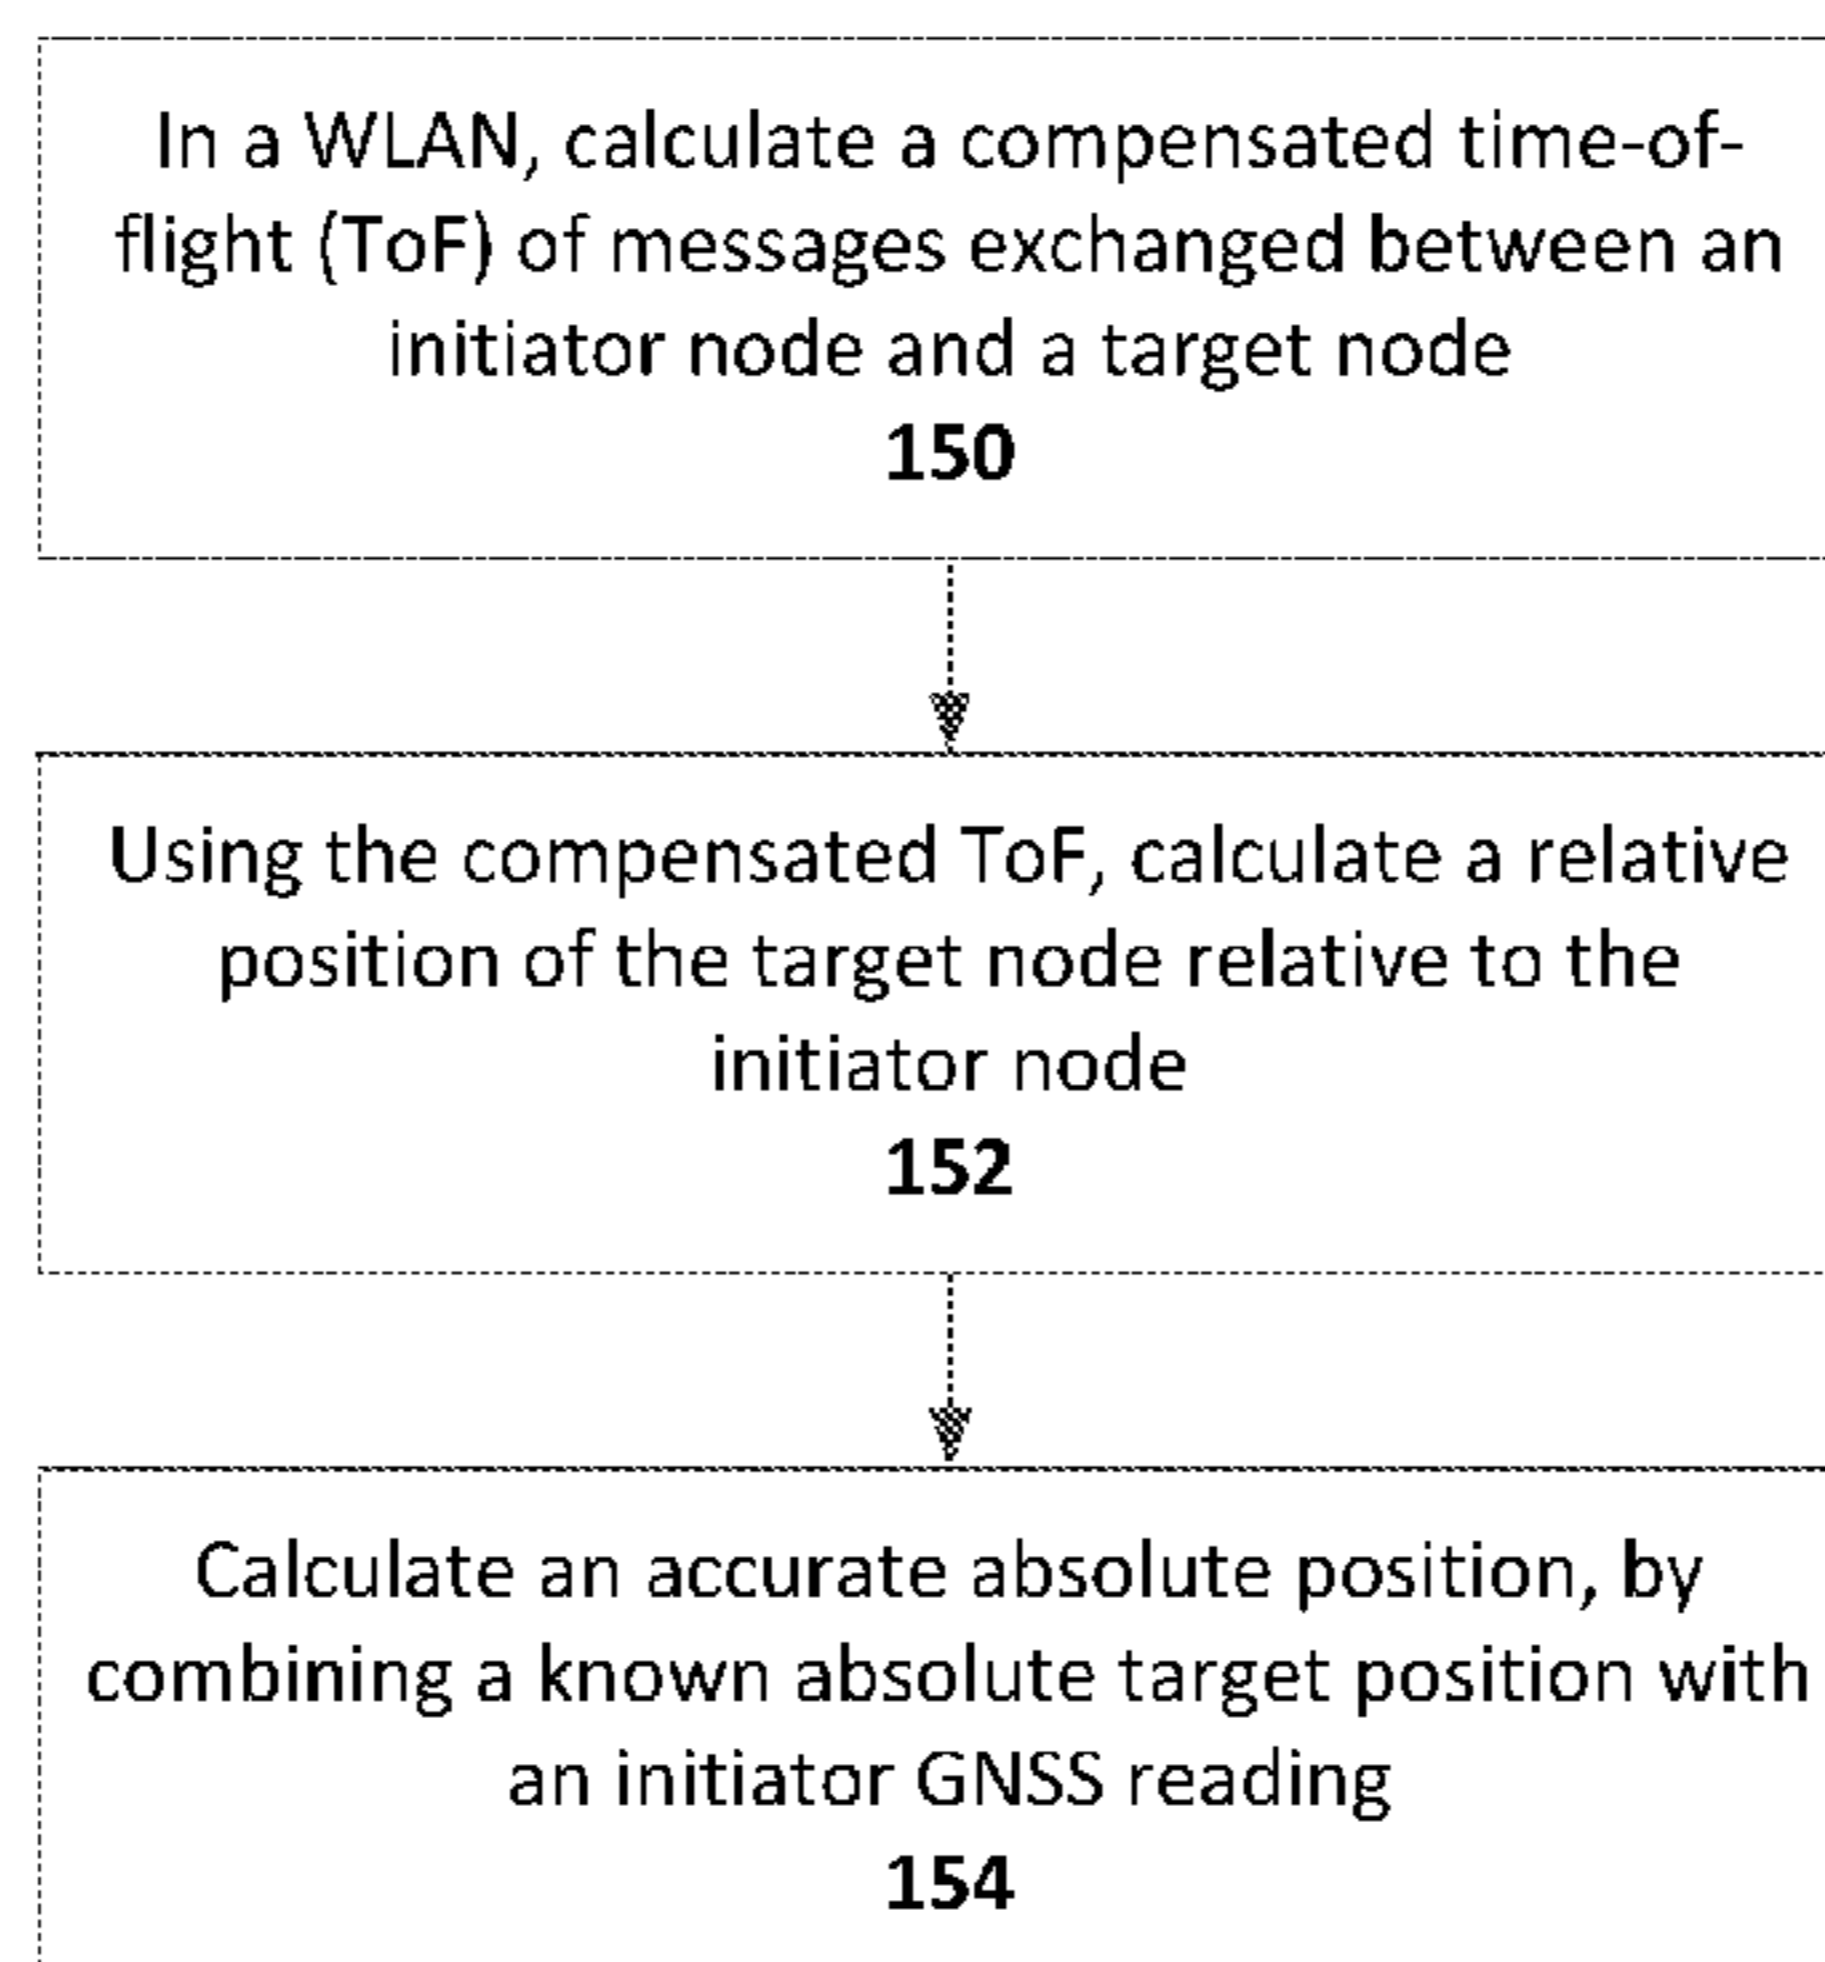 In a WLAN, calculate a compensated time-of-
flight (ToF) of messages exchanged between an
initiator node and a target node
150
Using the compensated ToF, calculate a relative
position of the target node relative to the
initiator node
152
Calculate an accurate absolute position, by
combining a known absolute target position with
an initiator GNSS reading
154